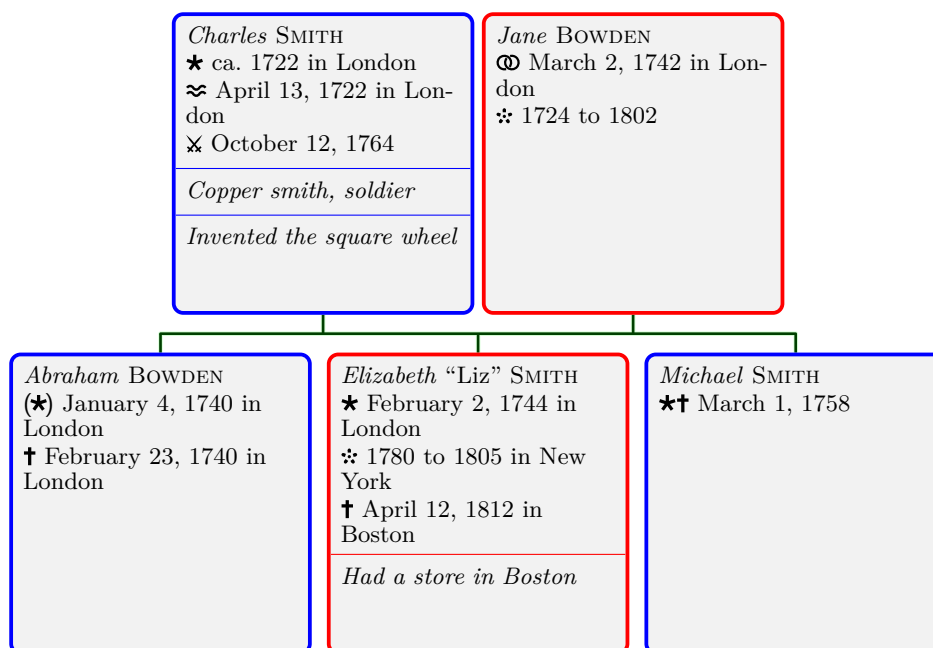 Charles SMITH
★ ca. 1722 in London
≈ April 13, 1722 in Lon-
don
⚔ October 12, 1764
Copper smith, soldier
Invented the square wheel
Jane BOWDEN
⚭ March 2, 1742 in Lon-
don
⁘ 1724 to 1802
Abraham BOWDEN
(★) January 4, 1740 in
London
† February 23, 1740 in
London
Elizabeth “Liz” SMITH
★ February 2, 1744 in
London
⁘ 1780 to 1805 in New
York
† April 12, 1812 in
Boston
Had a store in Boston
Michael SMITH
★† March 1, 1758